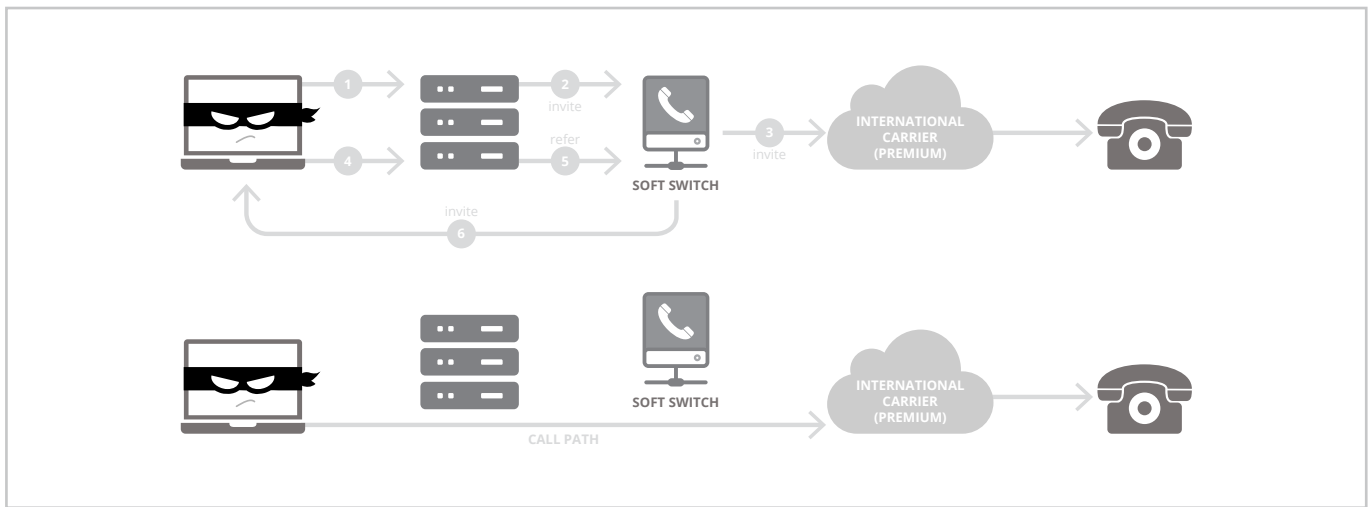 1
2
invite
refer
4
5
3
invite
INTERNATIONAL
CARRIER
(PREMIUM)
SOFT SWITCH
invite
6
SOFT SWITCH
INTERNATIONAL
CARRIER
(PREMIUM)
CALL PATH